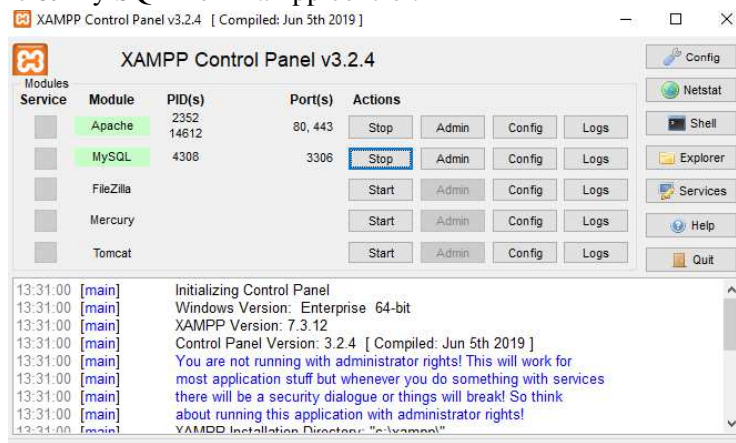 XAMPP Control Panel v3.2.4 [ Compiled: Jun 5th 2019 ]
XAMPP Control Panel v3.2.4
Config
Modules
Service Module PID(s) Port(s) Actions
Netstat
Apache 2352 14612 80, 443 Stop Admin Config Logs
Shell
MySQL 4308 3306 Stop Admin Config Logs
Explorer
FileZilla Start Admin Config Logs
Services
Mercury Start Admin Config Logs
Help
Tomcat Start Admin Config Logs
Quit
13:31:00 [main] Initializing Control Panel
13:31:00 [main] Windows Version: Enterprise 64-bit
13:31:00 [main] XAMPP Version: 7.3.12
13:31:00 [main] Control Panel Version: 3.2.4 [ Compiled: Jun 5th 2019 ]
13:31:00 [main] You are not running with administrator rights! This will work for
13:31:00 [main] most application stuff but whenever you do something with services
13:31:00 [main] there will be a security dialogue or things will break! So think
13:31:00 [main] about running this application with administrator rights!
13:31:00 [main] XAMPP Installation Directory: "c:\xampp\"